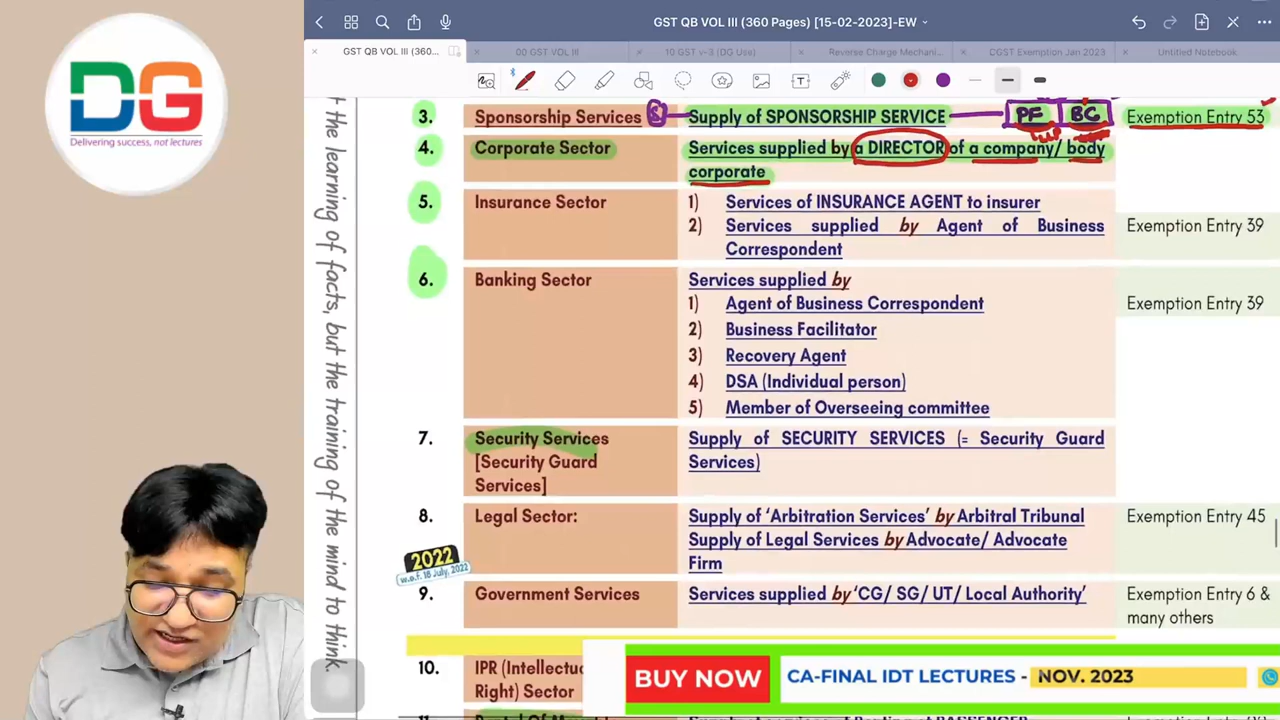 GST QB VOL III (360 Pages) [15-02-2023]-EW
GST QB VOL III (360...
00 GST VOL III
10 GST v-3 (DG Use)
Reverse Charge Mechani...
CGST Exemption Jan 2023
Untitled Notebook
DG
Delivering success, not lectures
t the learning of facts, but the training of the mind to think.
3. Sponsorship Services Supply of SPONSORSHIP SERVICE PF BC Exemption Entry 53
4. Corporate Sector Services supplied by a DIRECTOR of a company/ body
corporate
5. Insurance Sector 1) Services of INSURANCE AGENT to insurer
2) Services supplied by Agent of Business Exemption Entry 39
Correspondent
6. Banking Sector Services supplied by
1) Agent of Business Correspondent Exemption Entry 39
2) Business Facilitator
3) Recovery Agent
4) DSA (Individual person)
5) Member of Overseeing committee
7. Security Services Supply of SECURITY SERVICES (= Security Guard
[Security Guard Services)
Services]
8. Legal Sector: Supply of 'Arbitration Services' by Arbitral Tribunal Exemption Entry 45
Supply of Legal Services by Advocate/ Advocate
Firm
2022
w.e.f. 18 July, 2022
9. Government Services Services supplied by 'CG/ SG/ UT/ Local Authority' Exemption Entry 6 &
many others
10. IPR (Intellectu
Right) Sector
BUY NOW
CA-FINAL IDT LECTURES - NOV. 2023